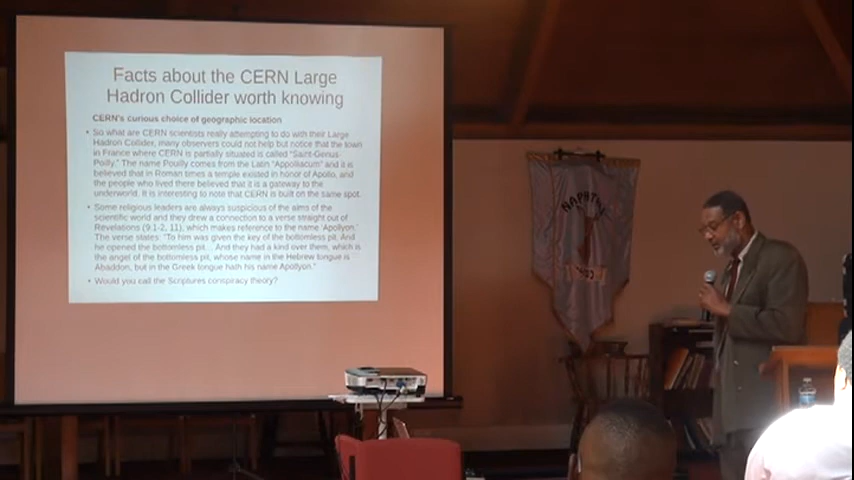 Facts about the CERN Large
Hadron Collider worth knowing
CERN's curious choice of geographic location
• So what are CERN scientists really attempting to do with their Large
Hadron Collider, many observers could not help but notice that the town
in France where CERN is partially situated is called "Saint-Genus-
Poilly." The name Pouilly comes from the Latin "Appolliacum" and it is
believed that in Roman times a temple existed in honor of Apollo, and
the people who lived there believed that it is a gateway to the
underworld. It is interesting to note that CERN is built on the same spot.
• Some religious leaders are always suspicious of the aims of the
scientific world and they drew a connection to a verse straight out of
Revelations (9:1-2, 11), which makes reference to the name 'Apollyon.'
The verse states: "To him was given the key of the bottomless pit. And
he opened the bottomless pit... And they had a kind over them, which is
the angel of the bottomless pit, whose name in the Hebrew tongue is
Abaddon, but in the Greek tongue hath his name Apollyon."
• Would you call the Scriptures conspiracy theory?